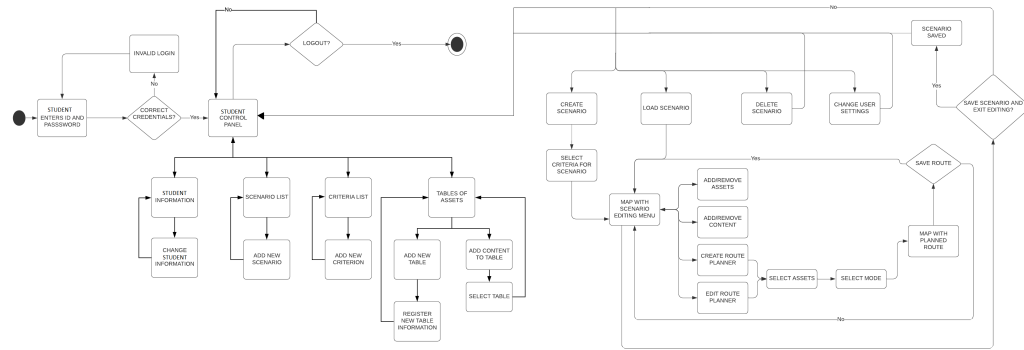 No
No
LOGOUT?
Yes
SCENARIO
SAVED
INVALID LOGIN
No
Yes
STUDENT
ENTERS ID AND
PASSSWORD
CORRECT
CREDENTIALS?
Yes
STUDENT
CONTROL
PANEL
CREATE
SCENARIO
LOAD SCENARIO
DELETE
SCENARIO
CHANGE USER
SETTINGS
SAVE SCENARIO AND
EXIT EDITING?
SELECT
CRITERIA FOR
SCENARIO
Yes
SAVE ROUTE
STUDENT
INFORMATION
SCENARIO LIST
CRITERIA LIST
TABLES OF
ASSETS
MAP WITH
SCENARIO
EDITING MENU
ADD/REMOVE
ASSETS
ADD/REMOVE
CONTENT
CHANGE
STUDENT
INFORMATION
ADD NEW
SCENARIO
ADD NEW
CRITERION
ADD NEW
TABLE
ADD CONTENT
TO TABLE
CREATE ROUTE
PLANNER
MAP WITH
PLANNED
ROUTE
SELECT ASSETS
SELECT MODE
SELECT TABLE
EDIT ROUTE
PLANNER
REGISTER
NEW TABLE
INFORMATION
No